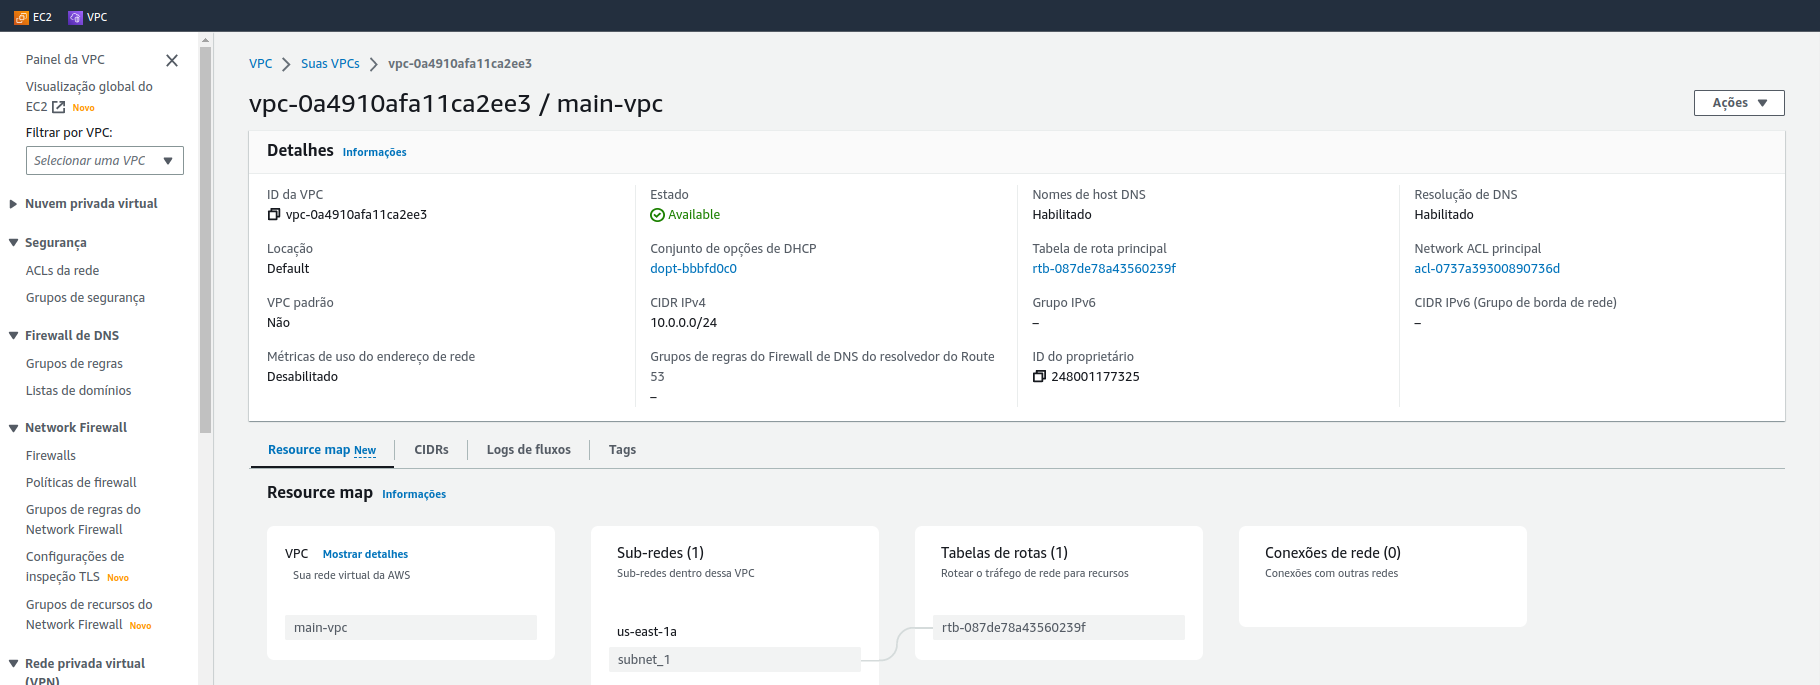 EC2 VPC
Painel da VPC
Visualização global do
EC2 Novo
Filtrar por VPC:
Selecionar uma VPC
Nuvem privada virtual
Segurança
ACLs da rede
Grupos de segurança
Firewall de DNS
Grupos de regras
Listas de domínios
Network Firewall
Firewalls
Políticas de firewall
Grupos de regras do
Network Firewall
Configurações de
inspeção TLS Novo
Grupos de recursos do
Network Firewall Novo
Rede privada virtual
(VPN)
VPC Suas VPCs vpc-0a4910afa11ca2ee3
vpc-0a4910afa11ca2ee3 / main-vpc
Ações
Detalhes Informações
ID da VPC
vpc-0a4910afa11ca2ee3
Estado
Available
Nomes de host DNS
Habilitado
Resolução de DNS
Habilitado
Locação
Default
Conjunto de opções de DHCP
dopt-bbbfd0c0
Tabela de rota principal
rtb-087de78a43560239f
Network ACL principal
acl-0737a39300890736d
VPC padrão
Não
CIDR IPv4
10.0.0.0/24
Grupo IPv6
–
CIDR IPv6 (Grupo de borda de rede)
–
Métricas de uso do endereço de rede
Desabilitado
Grupos de regras do Firewall de DNS do resolvedor do Route
53
–
ID do proprietário
248001177325
Resource map New CIDRs Logs de fluxos Tags
Resource map Informações
VPC Mostrar detalhes
Sua rede virtual da AWS
main-vpc
Sub-redes (1)
Sub-redes dentro dessa VPC
us-east-1a
subnet_1
Tabelas de rotas (1)
Rotear o tráfego de rede para recursos
rtb-087de78a43560239f
Conexões de rede (0)
Conexões com outras redes